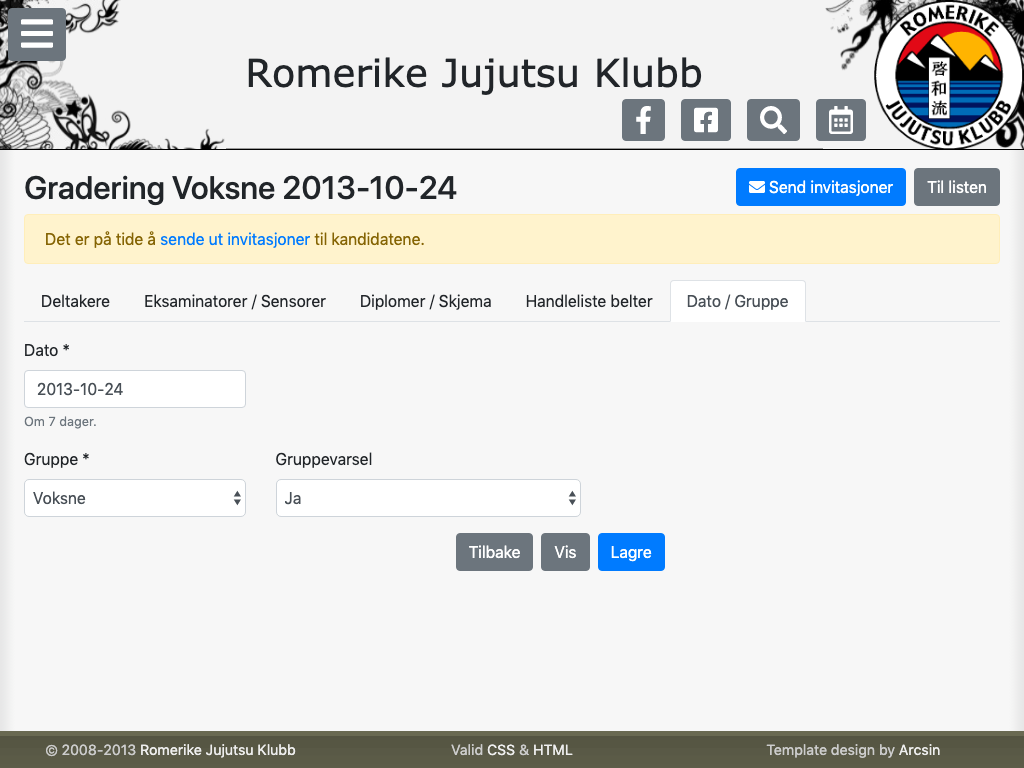 Romerike Jujutsu Klubb
ROMERIKE
啓和流
JUJUTSU KLUBB
Gradering Voksne 2013-10-24
Send invitasjoner
Til listen
Det er på tide å sende ut invitasjoner til kandidatene.
Deltakere
Eksaminatorer / Sensorer
Diplomer / Skjema
Handleliste belter
Dato / Gruppe
Dato *
2013-10-24
Om 7 dager.
Gruppe *
Gruppevarsel
Voksne
Ja
Tilbake
Vis
Lagre
© 2008-2013 Romerike Jujutsu Klubb
Valid CSS & HTML
Template design by Arcsin